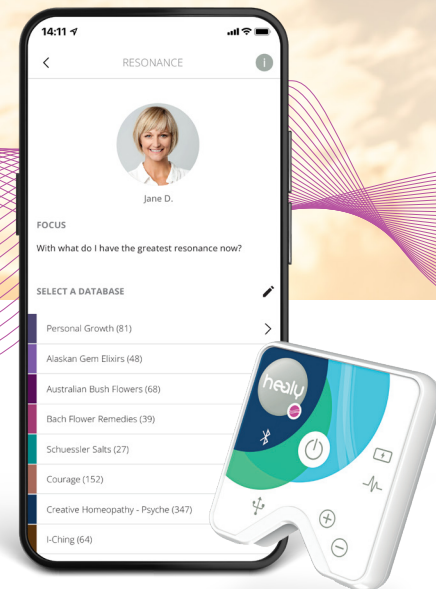 14:11
RESONANCE
i
Jane D.
FOCUS
With what do I have the greatest resonance now?
SELECT A DATABASE
Personal Growth (81)
Alaskan Gem Elixirs (48)
Australian Bush Flowers (68)
Bach Flower Remedies (39)
Schuessler Salts (27)
Courage (152)
Creative Homeopathy - Psyche (347)
I-Ching (64)
healy